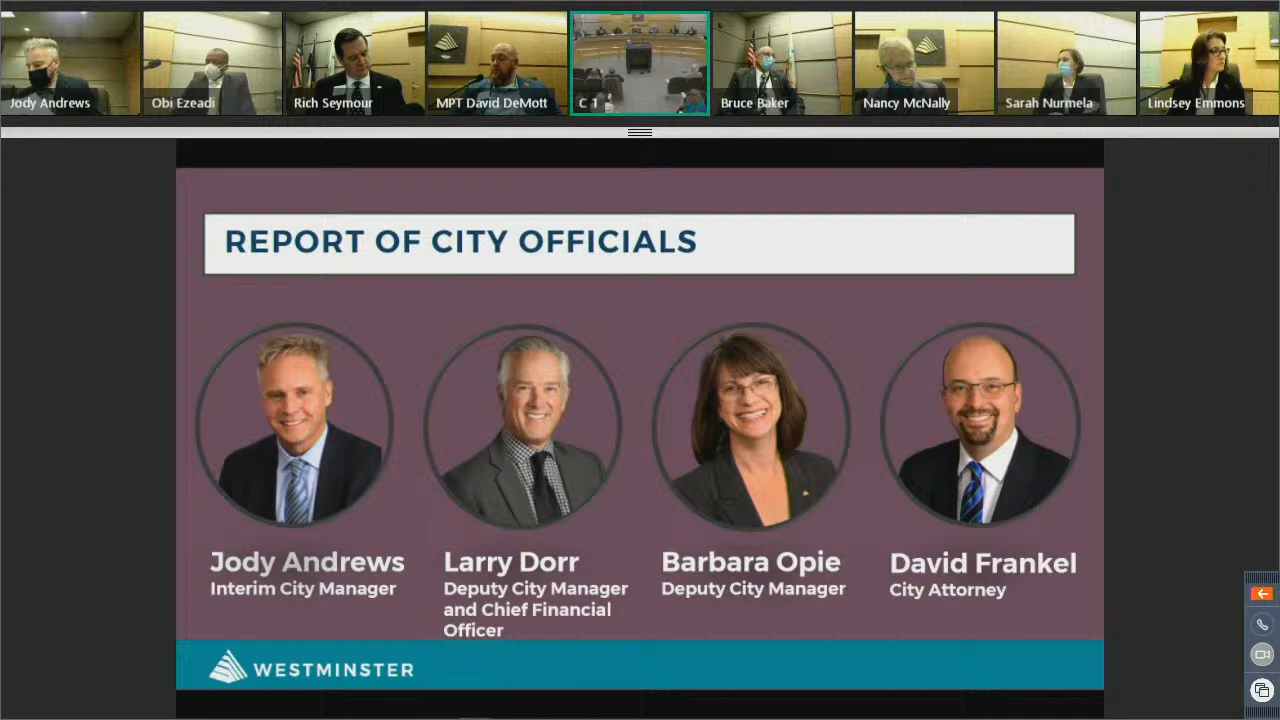 Jody Andrews
Obi Ezeadi
Rich Seymour
MPT David DeMott
C 1
Bruce Baker
Nancy McNally
Sarah Nurmela
Lindsey Emmons
REPORT OF CITY OFFICIALS
Jody Andrews
Interim City Manager
Larry Dorr
Deputy City Manager
and Chief Financial
Officer
Barbara Opie
Deputy City Manager
David Frankel
City Attorney
WESTMINSTER